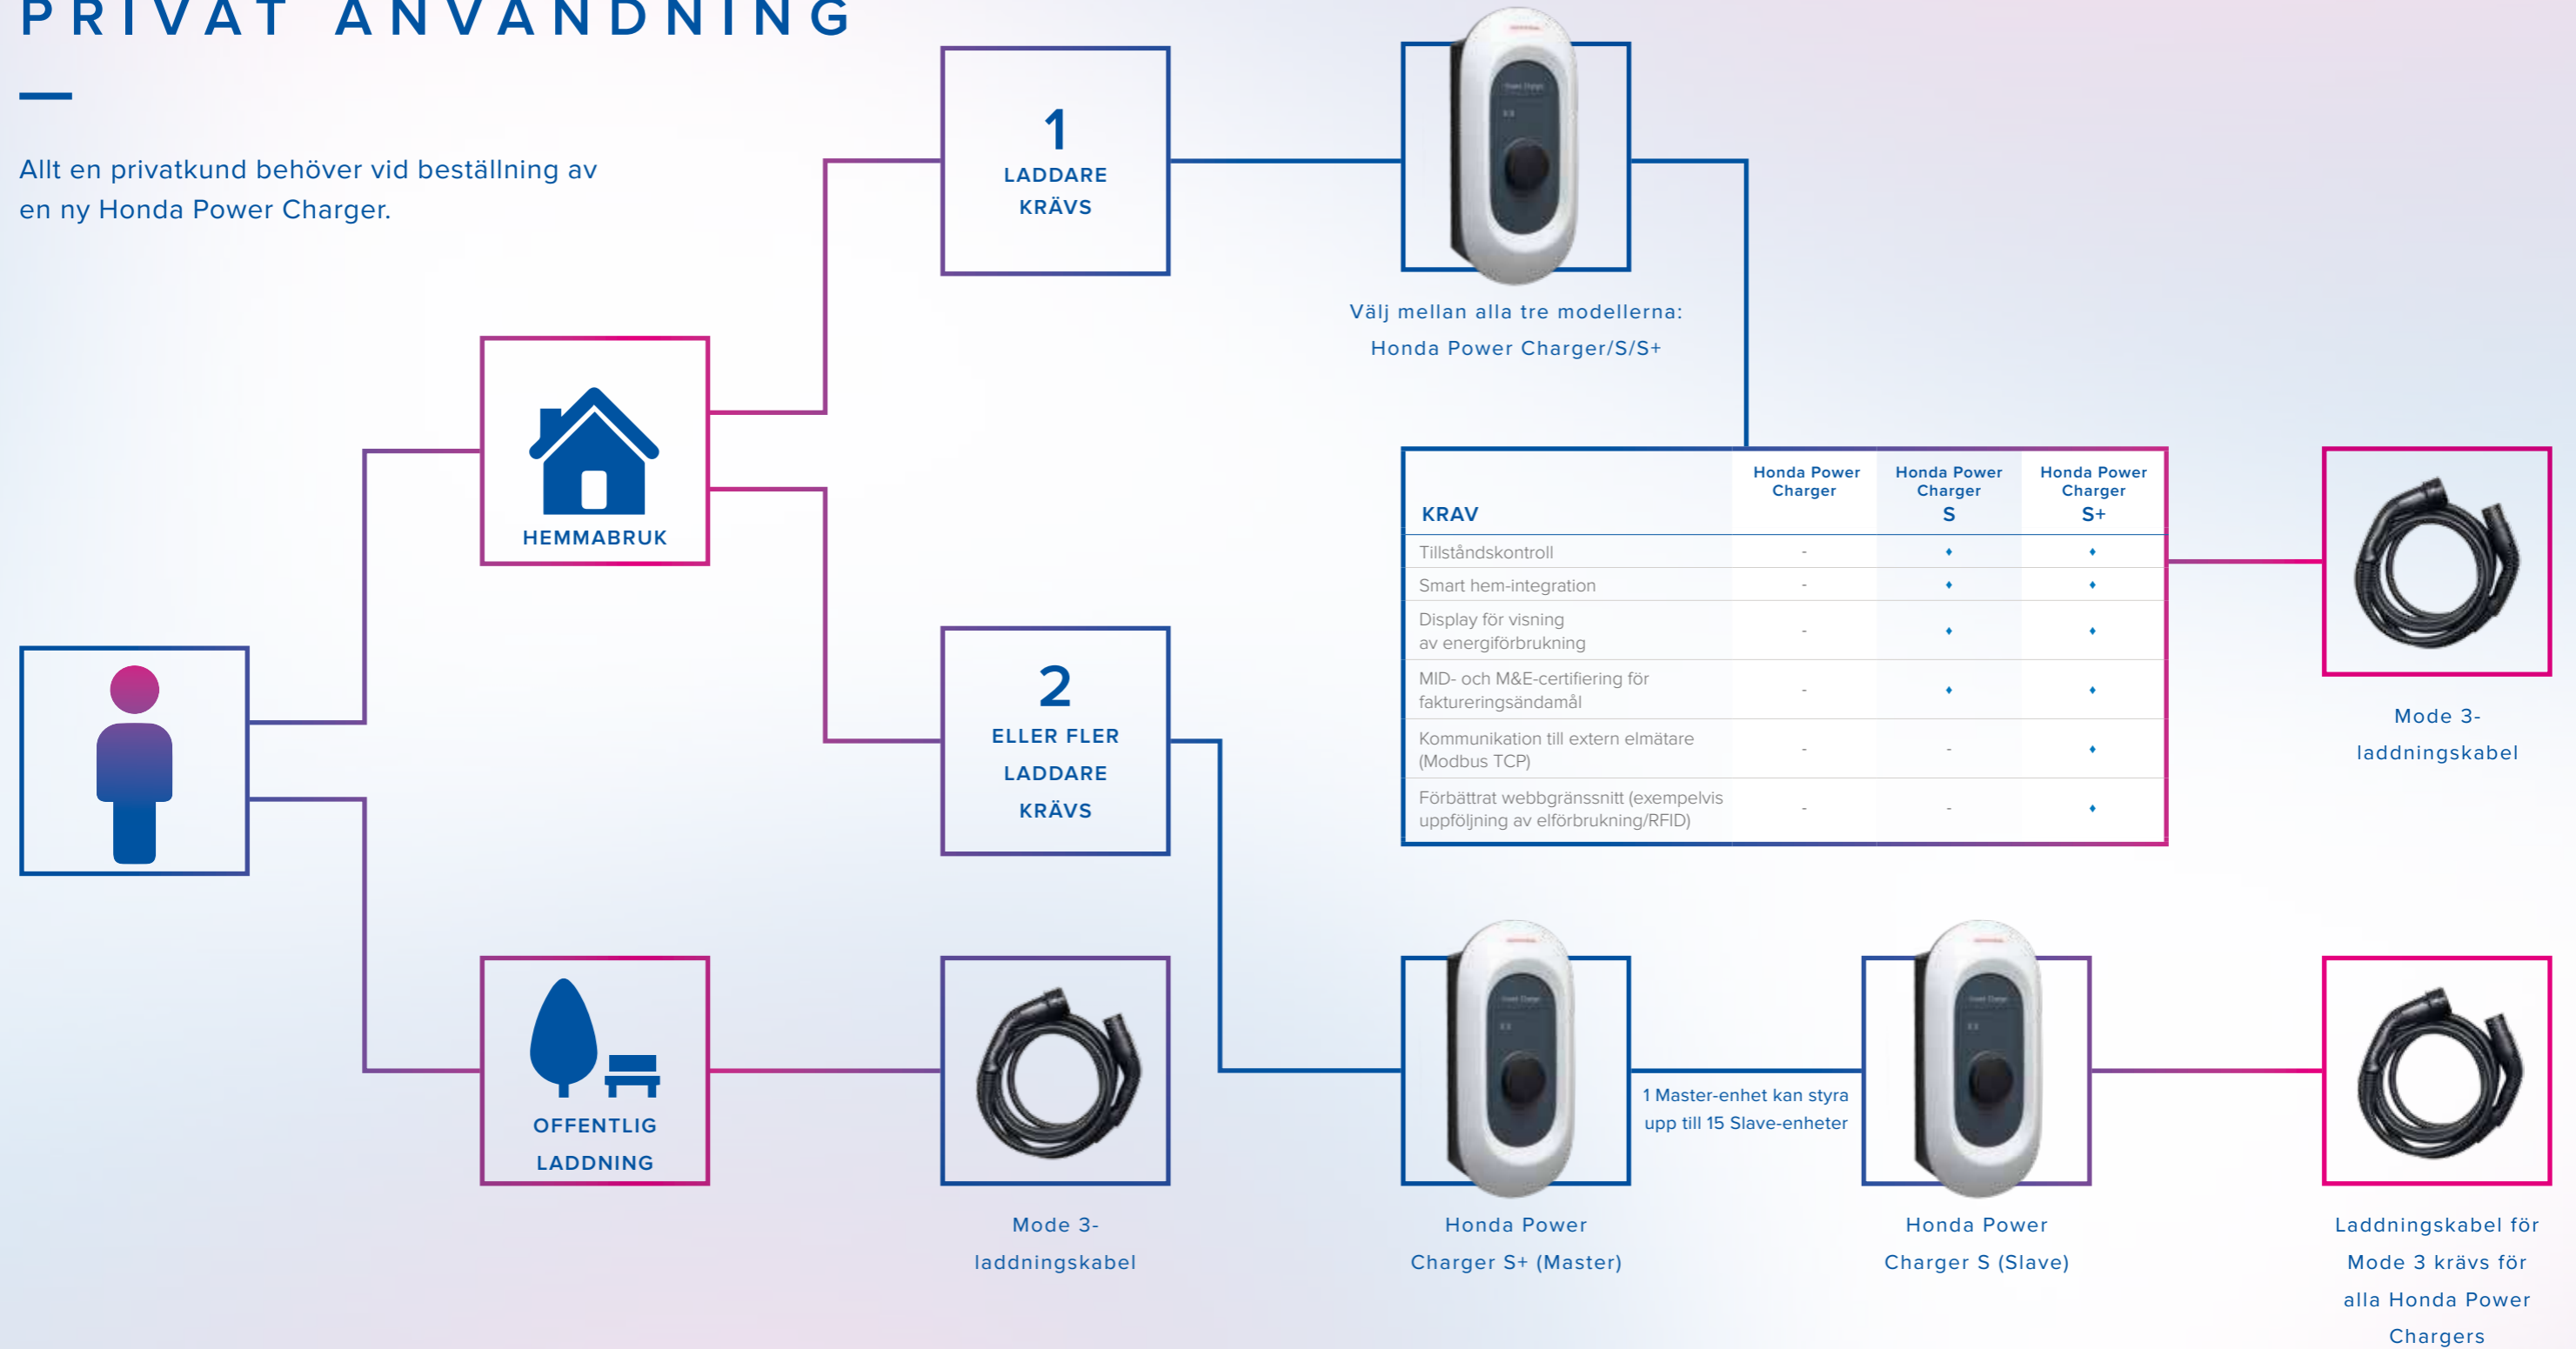 PRIVAT ANVÄNDNING
Allt en privatkund behöver vid beställning av
en ny Honda Power Charger.
1
LADDARE
KRÄVS
Välj mellan alla tre modellerna:
Honda Power Charger/S/S+
HEMMABRUK
2
ELLER FLER
LADDARE
KRÄVS
KRAV
Honda Power
Charger
Honda Power
Charger
S
Honda Power
Charger
S+
Tillståndskontroll - ♦ ♦
Smart hem-integration - ♦ ♦
Display för visning
av energiförbrukning - ♦ ♦
MID- och M&E-certifiering för
faktureringsändamål - ♦ ♦
Kommunikation till extern elmätare
(Modbus TCP) - - ♦
Förbättrat webbgränssnitt (exempelvis
uppföljning av elförbrukning/RFID) - - ♦
Mode 3-
laddningskabel
OFFENTLIG
LADDNING
Mode 3-
laddningskabel
Honda Power
Charger S+ (Master)
1 Master-enhet kan styra
upp till 15 Slave-enheter
Honda Power
Charger S (Slave)
Laddningskabel för
Mode 3 krävs för
alla Honda Power
Chargers